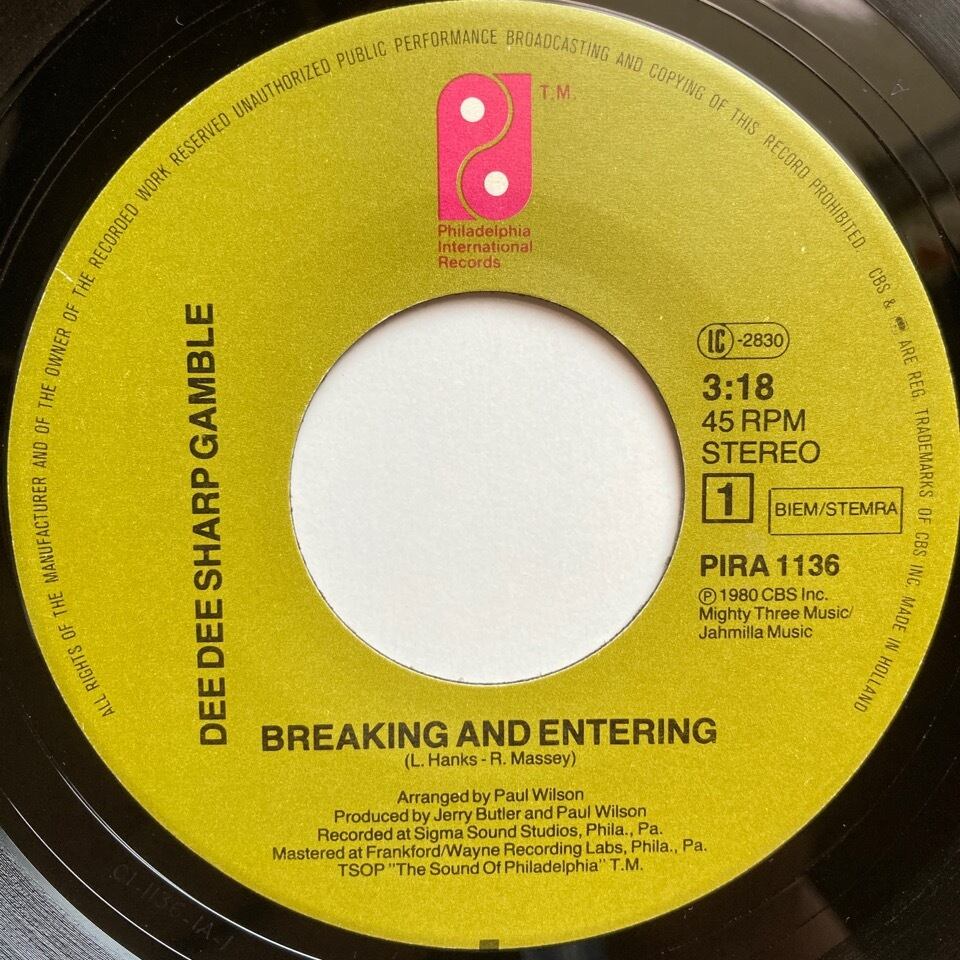 ALL RIGHTS OF THE MANUFACTURER AND OF THE OWNER OF THE RECORDED WORK RESERVED UNAUTHORIZED PUBLIC PERFORMANCE BROADCASTING AND COPYING OF THIS RECORD PROHIBITED. CBS & ARE REG. TRADEMARKS OF CBS INC. MADE IN HOLLAND
T.M.
Philadelphia
International
Records
DEE DEE SHARP GAMBLE
LC -2830
3:18
45 RPM
STEREO
1
BIEM/STEMRA
PIRA 1136
Ⓟ 1980 CBS Inc.
Mighty Three Music/
Jahmilla Music
BREAKING AND ENTERING
(L. Hanks - R. Massey)
Arranged by Paul Wilson
Produced by Jerry Butler and Paul Wilson
Recorded at Sigma Sound Studios, Phila., Pa.
Mastered at Frankford/Wayne Recording Labs, Phila., Pa.
TSOP "The Sound Of Philadelphia" T.M.